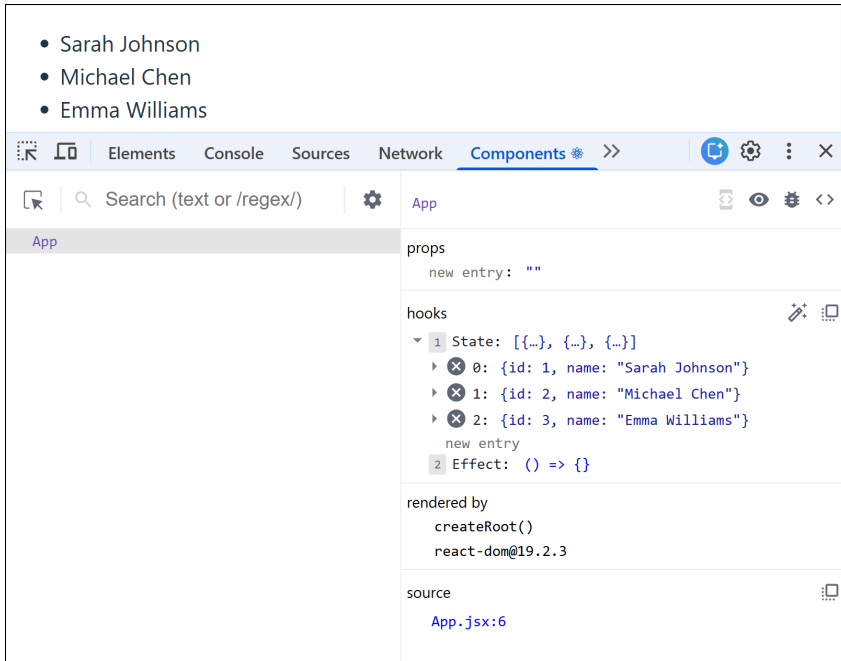 Sarah Johnson
Michael Chen
Emma Williams
Elements Console Sources Network Components
Search (text or /regex/)
App
App
props
new entry: ""
hooks
1 State: [{…}, {…}, {…}]
0: {id: 1, name: "Sarah Johnson"}
1: {id: 2, name: "Michael Chen"}
2: {id: 3, name: "Emma Williams"}
new entry
2 Effect: () => {}
rendered by
createRoot()
react-dom@19.2.3
source
App.jsx:6